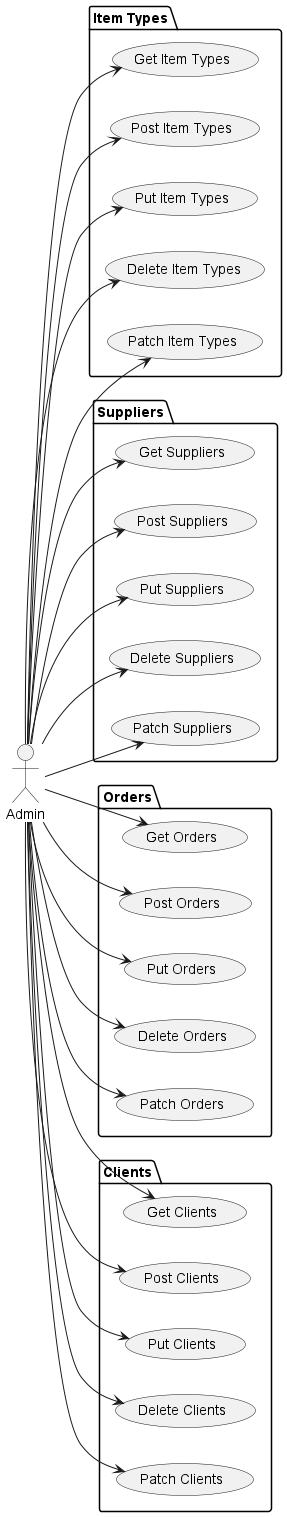 Item Types
Get Item Types
Post Item Types
Put Item Types
Delete Item Types
Patch Item Types
Suppliers
Get Suppliers
Post Suppliers
Put Suppliers
Delete Suppliers
Patch Suppliers
Admin
Orders
Get Orders
Post Orders
Put Orders
Delete Orders
Patch Orders
Clients
Get Clients
Post Clients
Put Clients
Delete Clients
Patch Clients